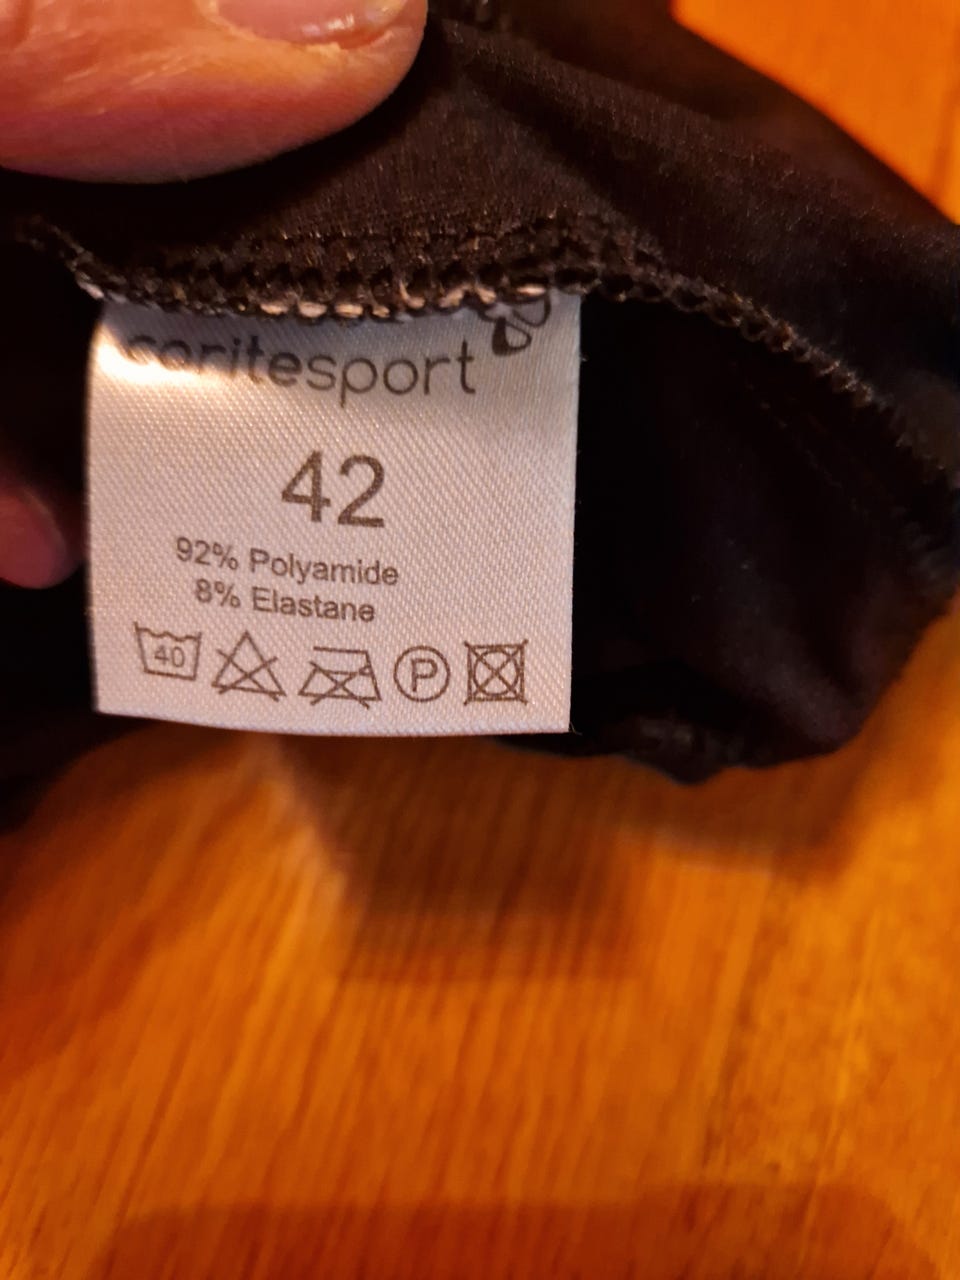 coritesport
42
92% Polyamide
8% Elastane
40 P